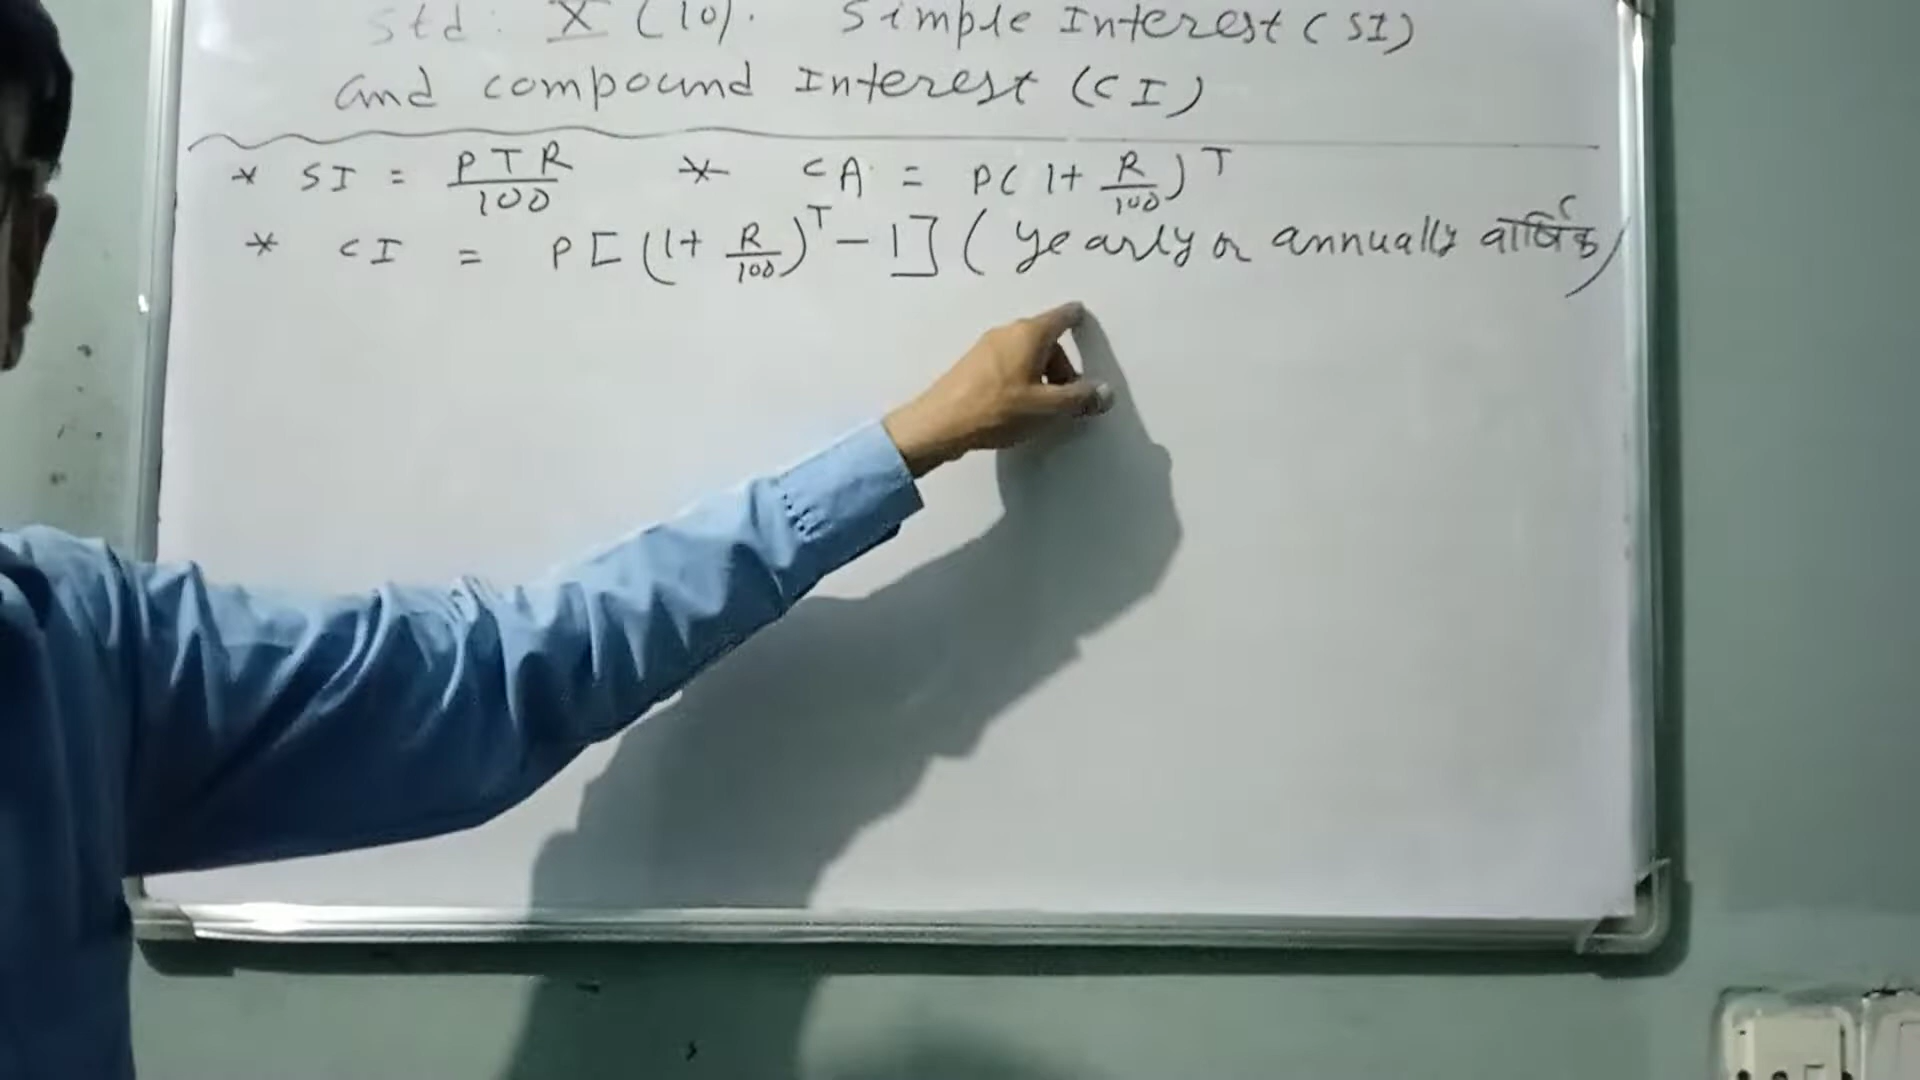 Std: X (10). Simple Interest (SI)
and compound Interest (CI)
* SI = PTR/100 * CA = P(1+ R/100)^T
* CI = P[(1+ R/100)^T - 1] (yearly or annually वार्षिक)